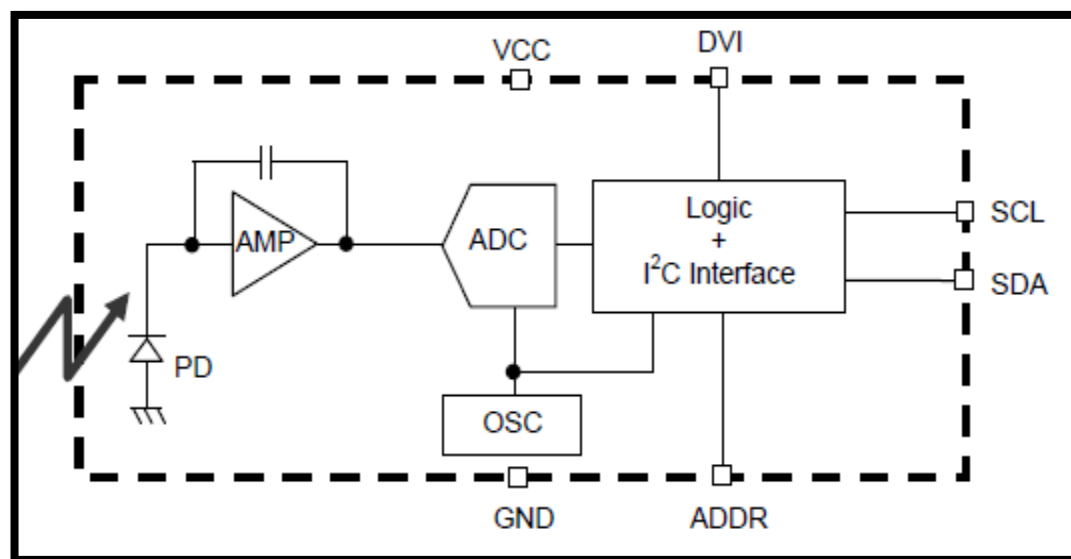 VCC
DVI
AMP
ADC
Logic
+
I²C Interface
SCL
SDA
PD
OSC
GND
ADDR